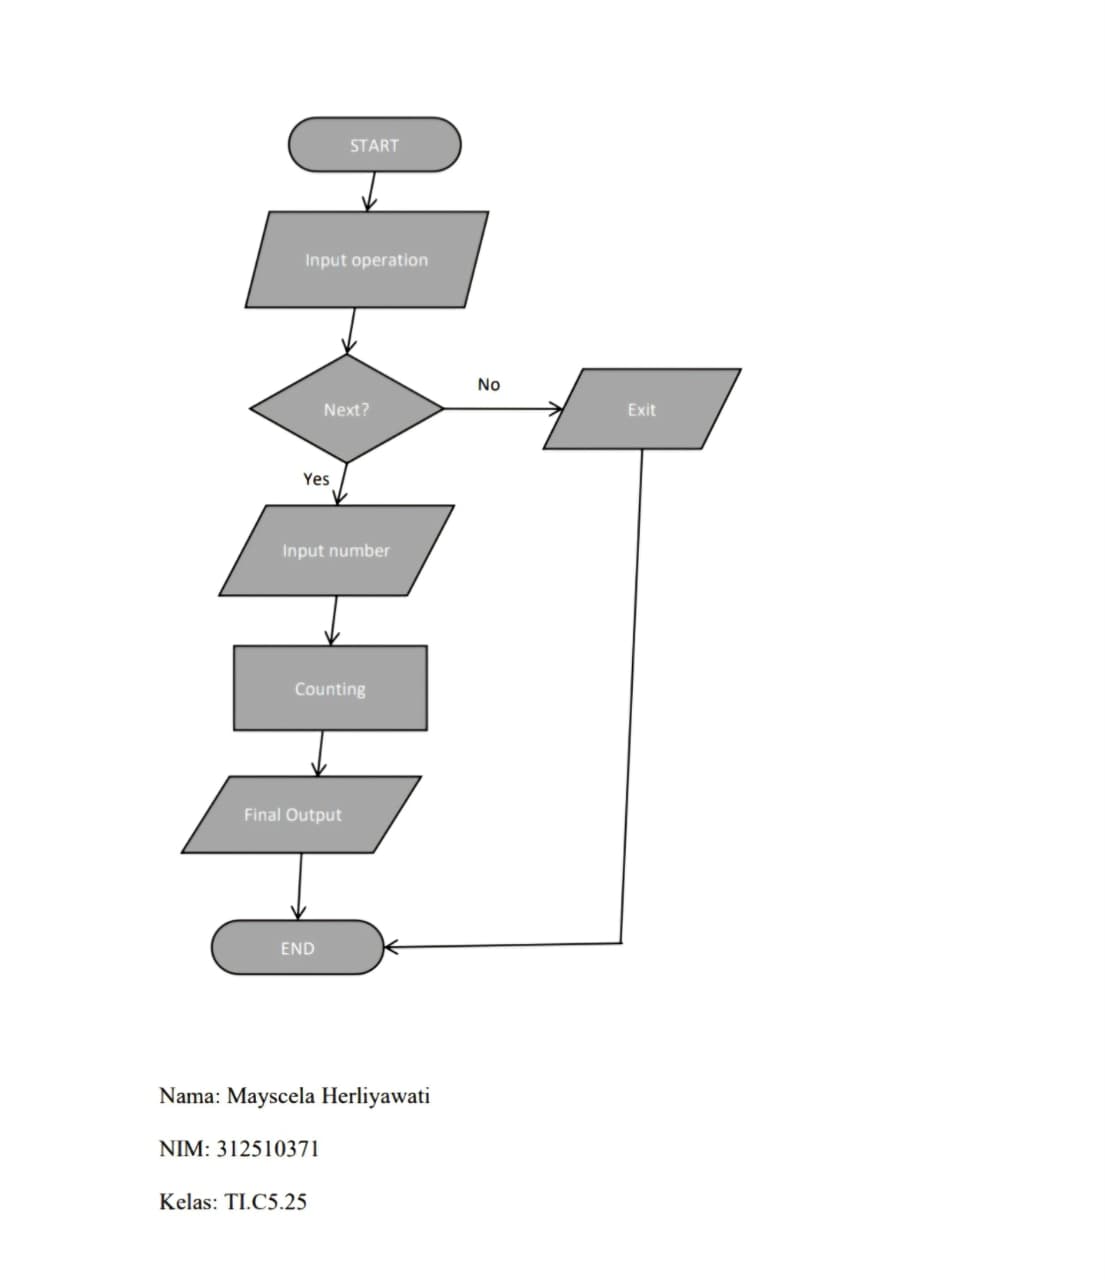 START
Input operation
Next?
No
Exit
Yes
Input number
Counting
Final Output
END
Nama: Mayscela Herliyawati
NIM: 312510371
Kelas: TI.C5.25